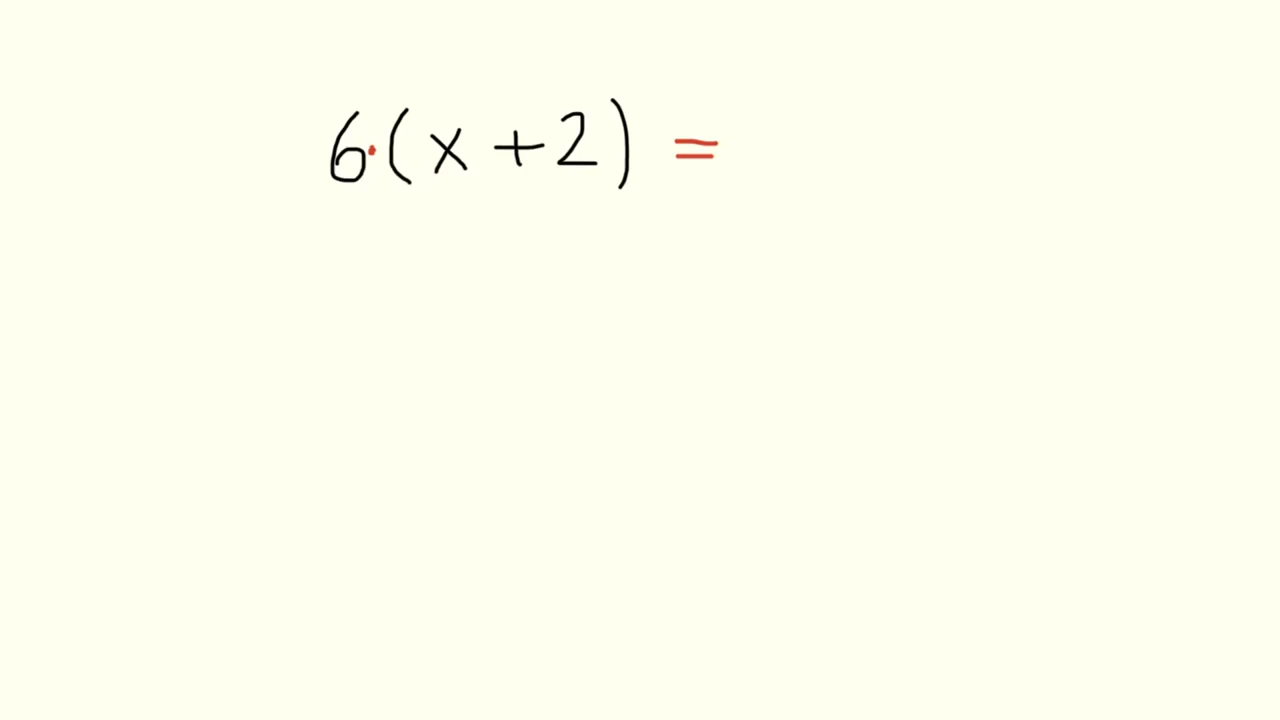 6·(x+2) =